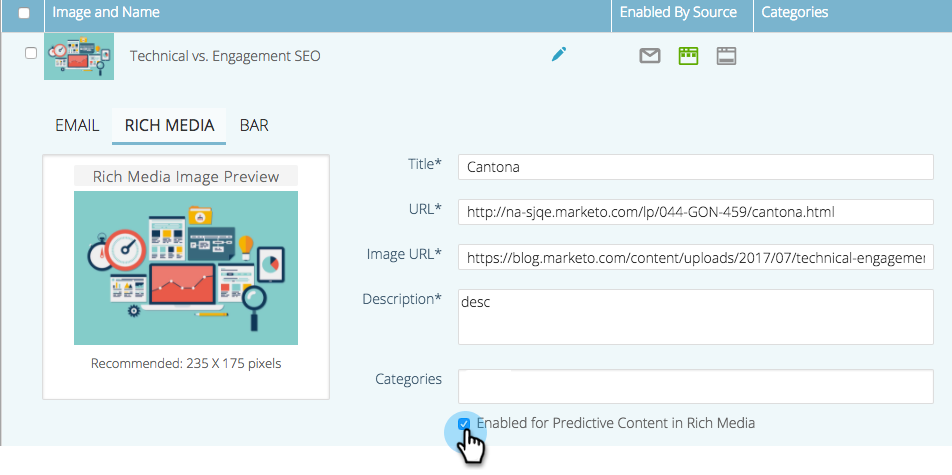 Image and Name Enabled By Source Categories
Technical vs. Engagement SEO
EMAIL RICH MEDIA BAR
Rich Media Image Preview
Recommended: 235 X 175 pixels
Title* Cantona
URL* http://na-sjqe.marketo.com/lp/044-GON-459/cantona.html
Image URL* https://blog.marketo.com/content/uploads/2017/07/technical-engagemer
Description* desc
Categories
Enabled for Predictive Content in Rich Media